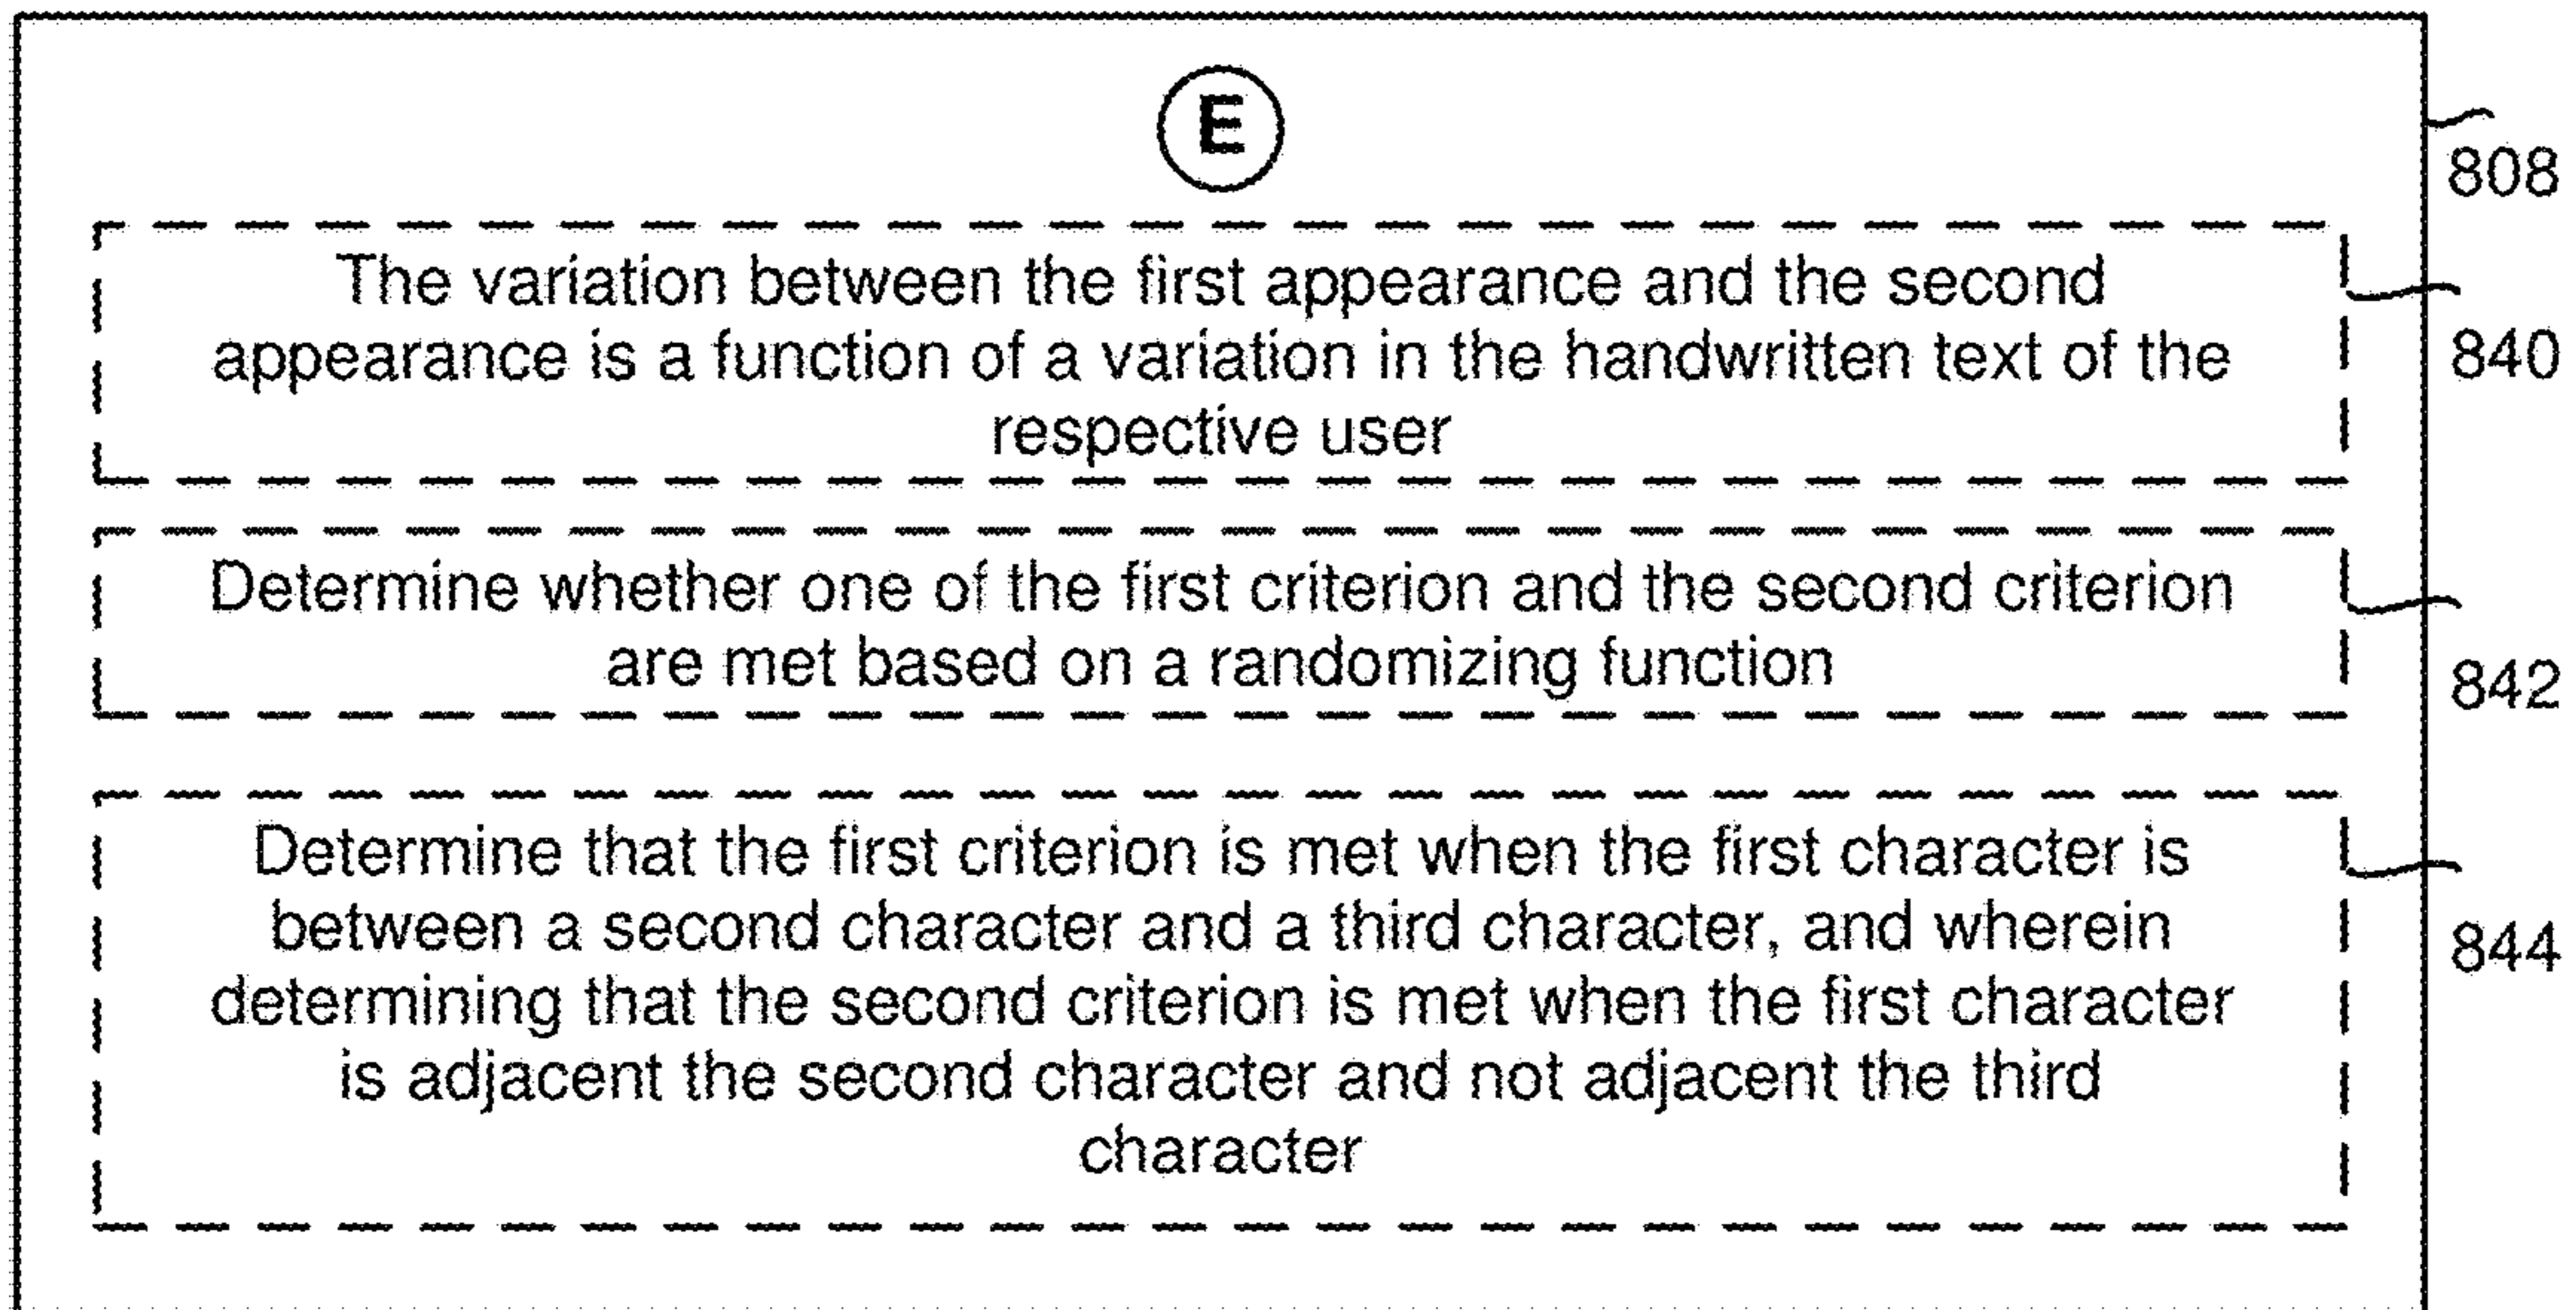 E
808
The variation between the first appearance and the second
appearance is a function of a variation in the handwritten text of the
respective user
840
Determine whether one of the first criterion and the second criterion
are met based on a randomizing function
842
Determine that the first criterion is met when the first character is
between a second character and a third character, and wherein
determining that the second criterion is met when the first character
is adjacent the second character and not adjacent the third
character
844